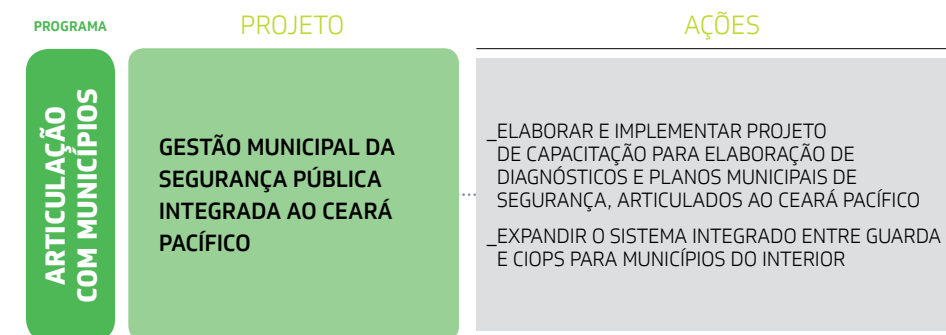 PROGRAMA
PROJETO
AÇÕES
ARTICULAÇÃO
COM MUNICÍPIOS
GESTÃO MUNICIPAL DA
SEGURANÇA PÚBLICA
INTEGRADA AO CEARÁ
PACÍFICO
_ELABORAR E IMPLEMENTAR PROJETO
DE CAPACITAÇÃO PARA ELABORAÇÃO DE
DIAGNÓSTICOS E PLANOS MUNICIPAIS DE
SEGURANÇA, ARTICULADOS AO CEARÁ PACÍFICO
_EXPANDIR O SISTEMA INTEGRADO ENTRE GUARDA
E CIOPS PARA MUNICÍPIOS DO INTERIOR